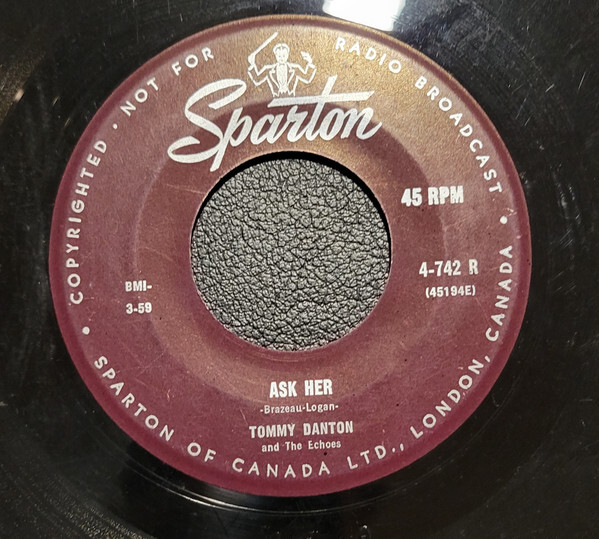 COPYRIGHTED • NOT FOR RADIO BROADCAST •
Sparton
45 RPM
4-742 R
(45194E)
BMI-
3-59
ASK HER
-Brazeau-Logan-
TOMMY DANTON
and The Echoes
• SPARTON OF CANADA LTD., LONDON, CANADA